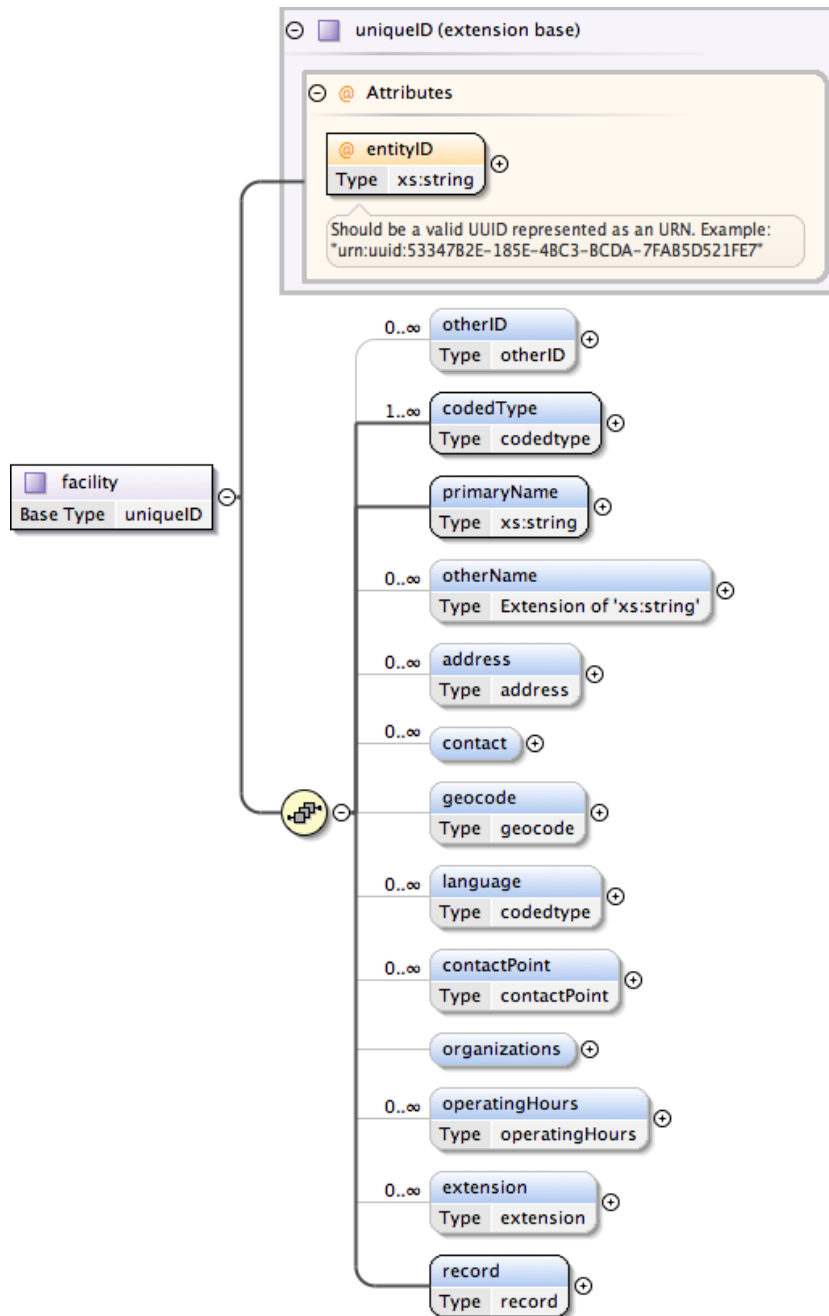 uniqueID (extension base)
@ Attributes
@ entityID
Type xs:string
Should be a valid UUID represented as an URN. Example:
"urn:uuid:53347B2E-185E-4BC3-BCDA-7FAB5D521FE7"
0..∞ otherID
Type otherID
1..∞ codedType
Type codedtype
facility
Base Type uniqueID
primaryName
Type xs:string
0..∞ otherName
Type Extension of 'xs:string'
0..∞ address
Type address
0..∞ contact
geocode
Type geocode
0..∞ language
Type codedtype
0..∞ contactPoint
Type contactPoint
organizations
0..∞ operatingHours
Type operatingHours
0..∞ extension
Type extension
record
Type record